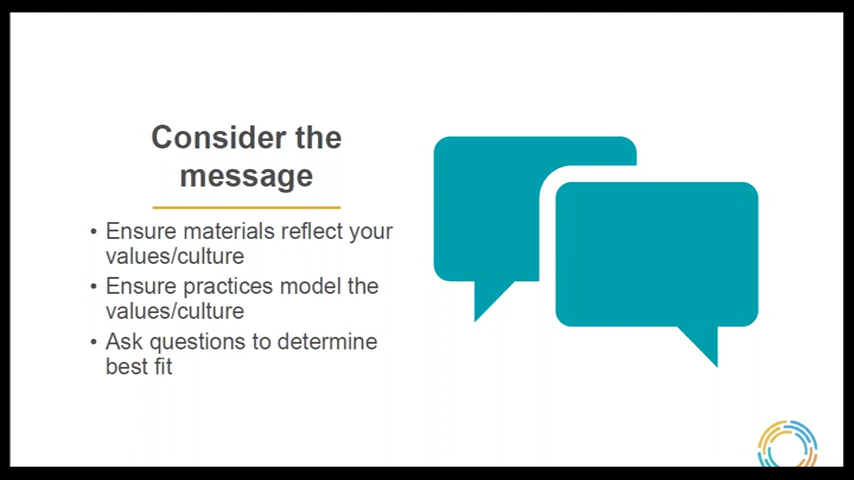 Consider the
message
• Ensure materials reflect your
values/culture
• Ensure practices model the
values/culture
• Ask questions to determine
best fit